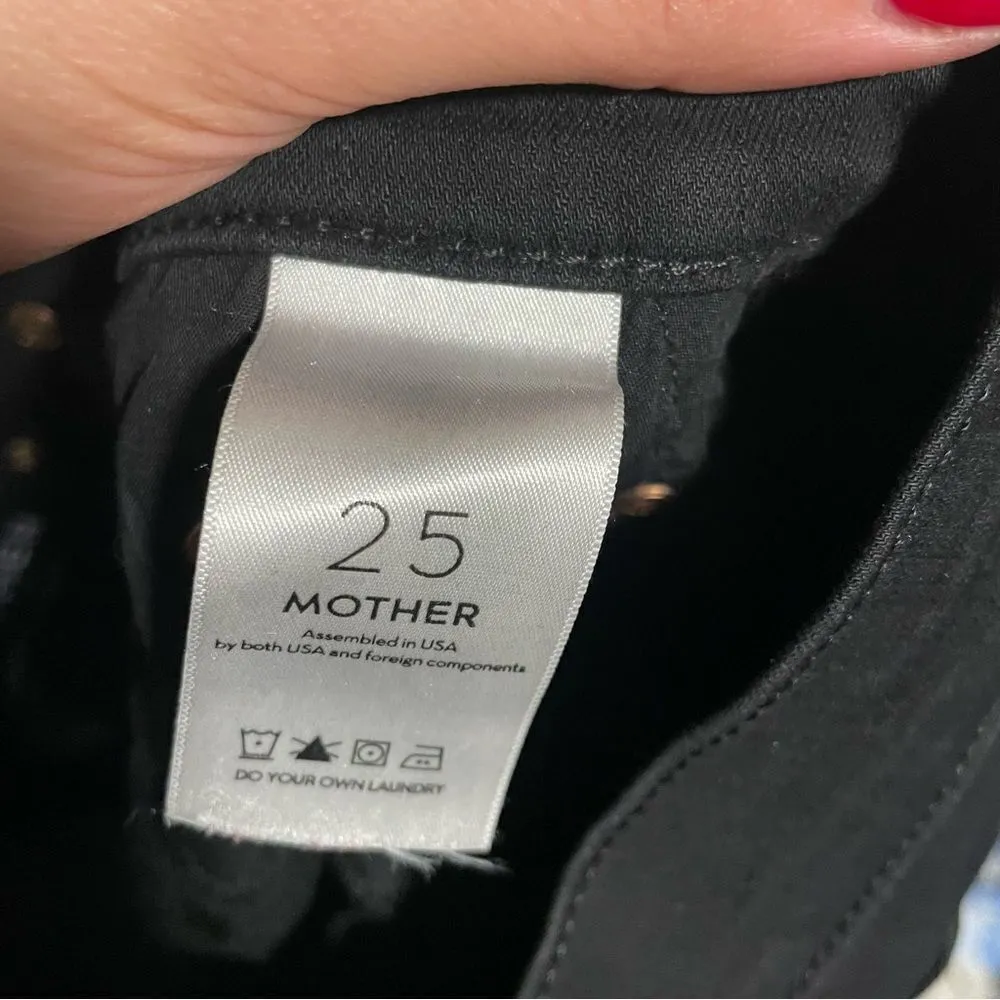 25
MOTHER
Assembled in USA
by both USA and foreign components
DO YOUR OWN LAUNDRY